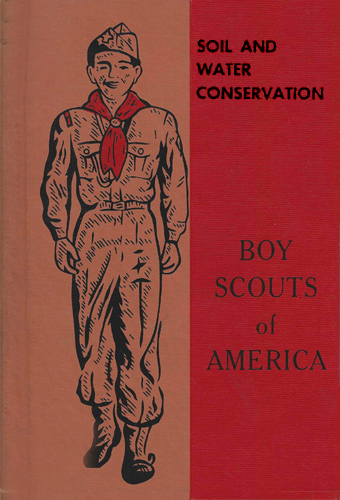 SOIL AND
WATER
CONSERVATION
BOY
SCOUTS
of
AMERICA